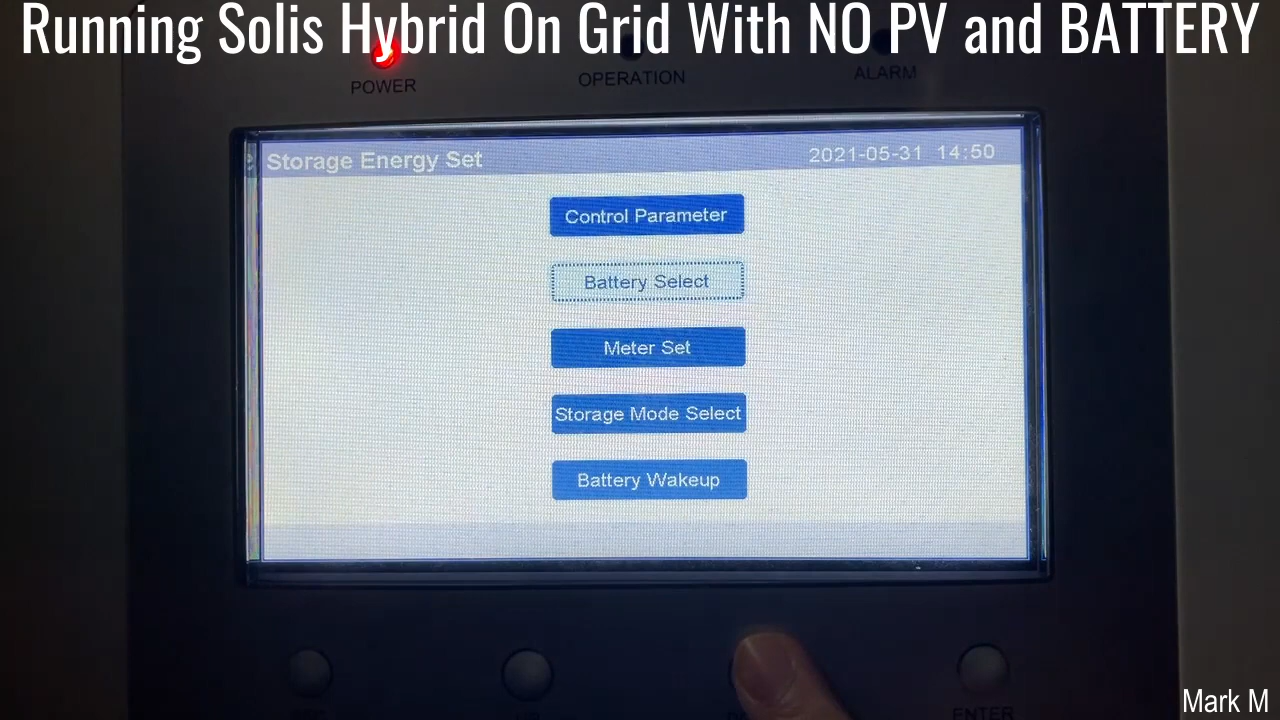 Running Solis Hybrid On Grid With NO PV and BATTERY
POWER
OPERATION
ALARM
Storage Energy Set
2021-05-31 14:50
Control Parameter
Battery Select
Meter Set
Storage Mode Select
Battery Wakeup
ENTER
Mark M